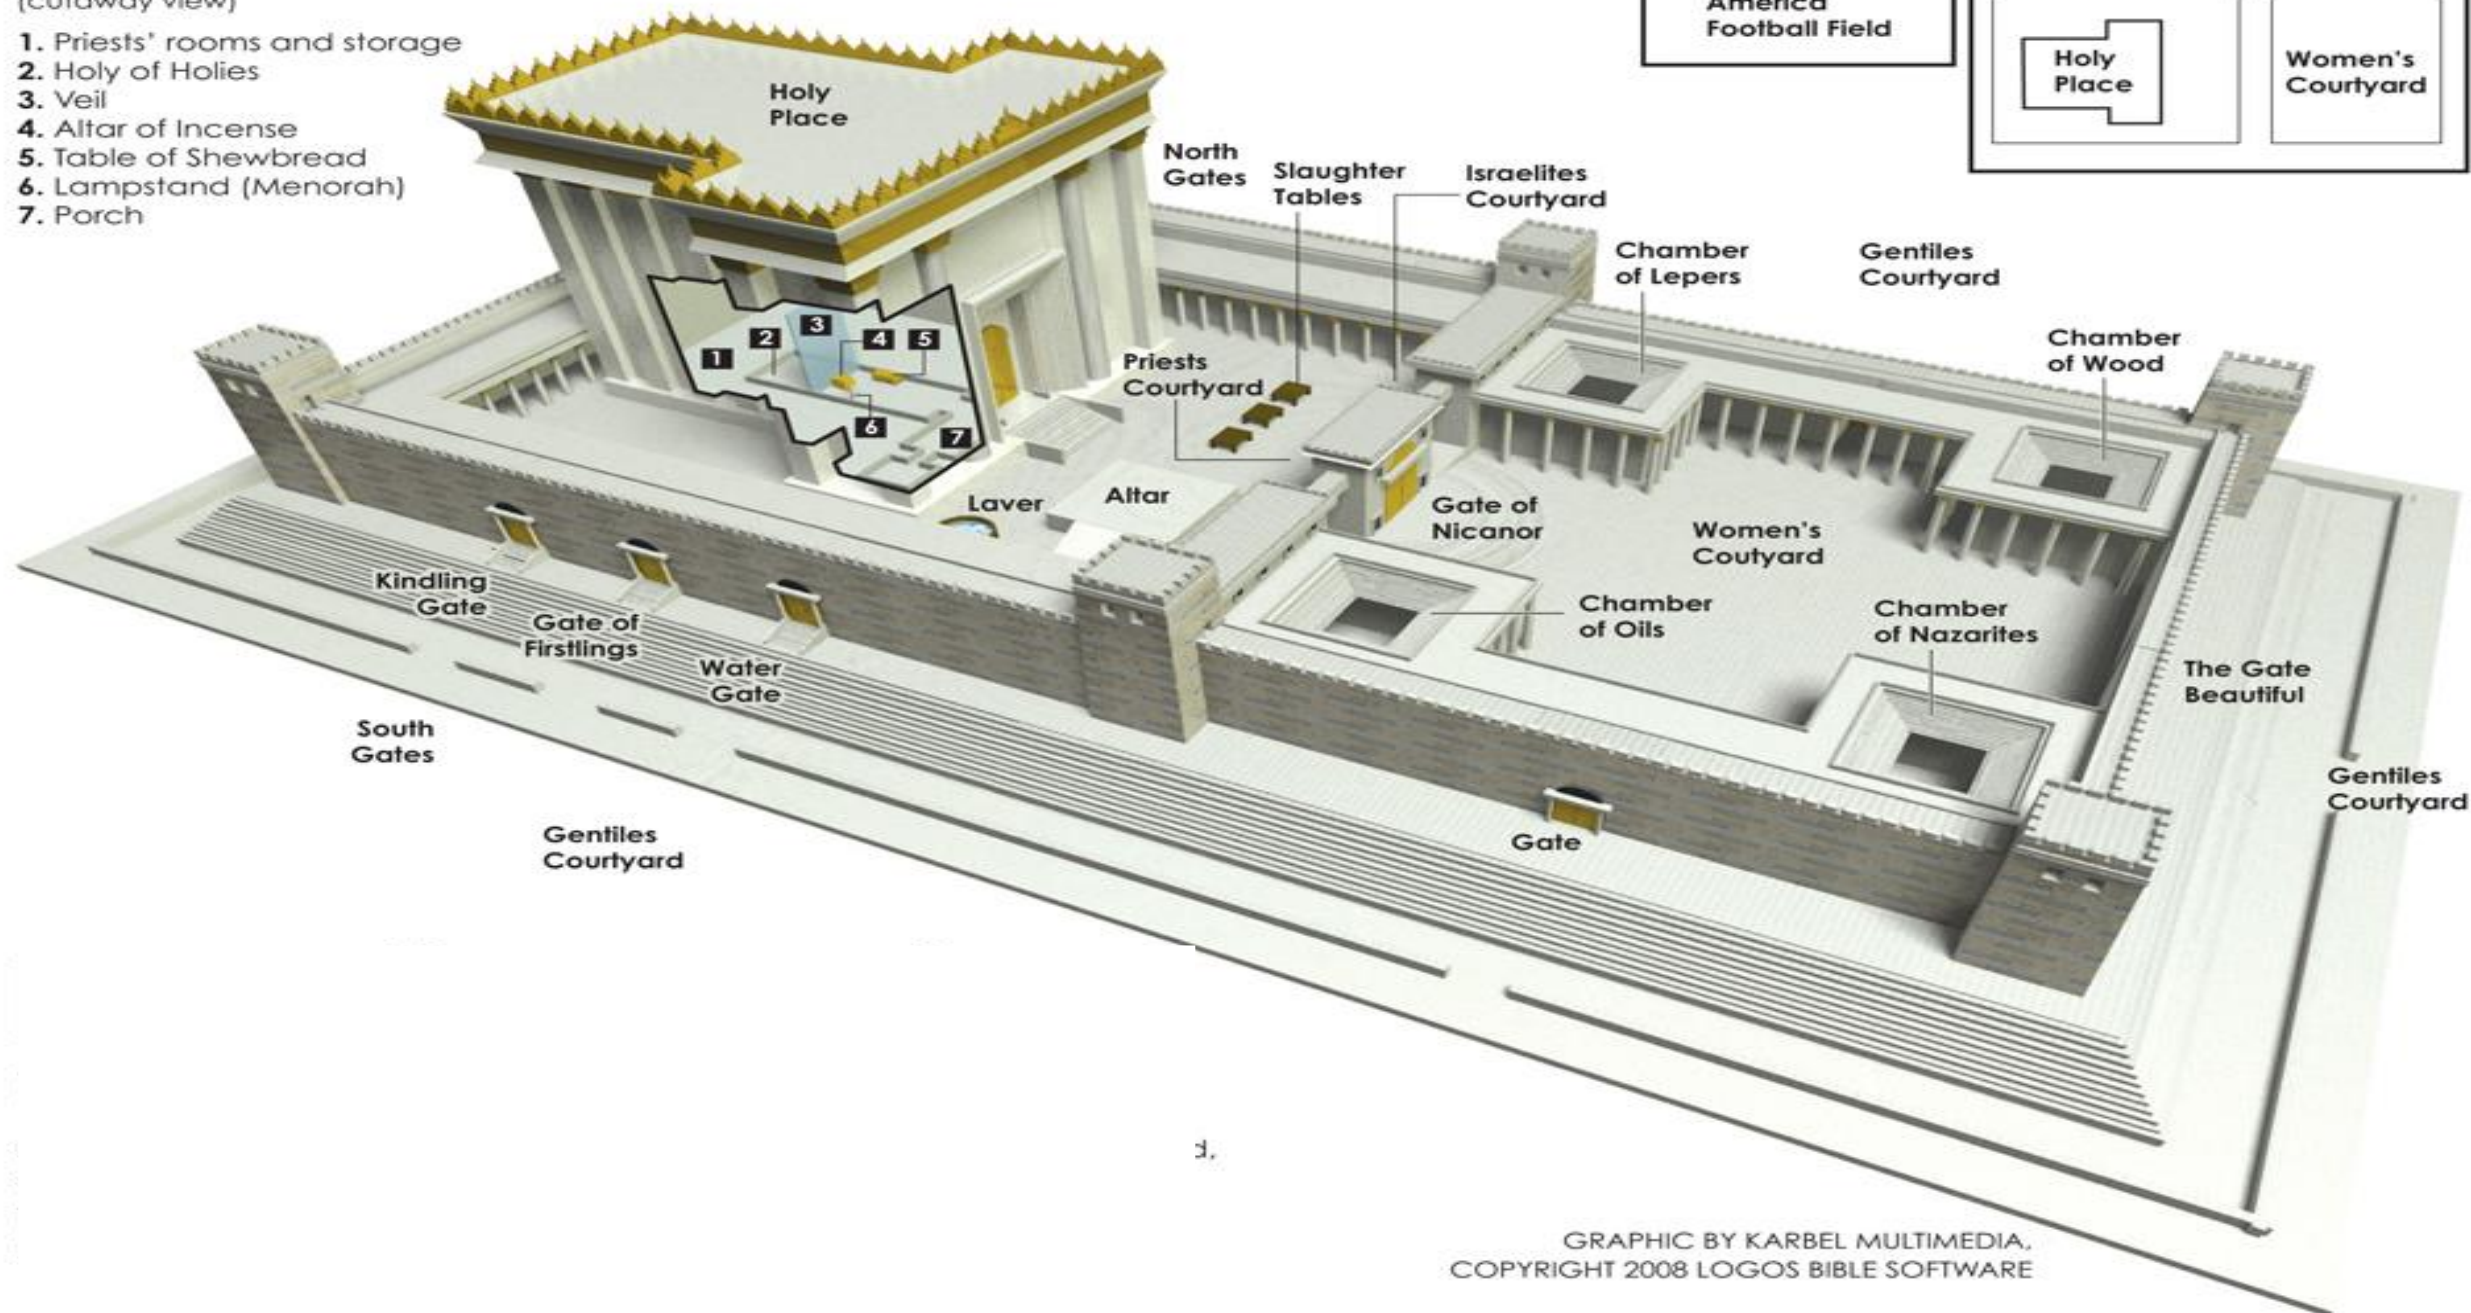 (cutaway view)
1. Priests' rooms and storage
2. Holy of Holies
3. Veil
4. Altar of Incense
5. Table of Shewbread
6. Lampstand (Menorah)
7. Porch
America
Football Field
Holy
Place
Women's
Courtyard
Holy
Place
North
Gates
Slaughter
Tables
Israelites
Courtyard
Chamber
of Lepers
Gentiles
Courtyard
Chamber
of Wood
1
2
3
4
5
6
7
Priests
Courtyard
Laver
Altar
Gate of
Nicanor
Women's
Coutyard
Kindling
Gate
Gate of
Firstlings
Water
Gate
Chamber
of Oils
Chamber
of Nazarites
The Gate
Beautiful
South
Gates
Gentiles
Courtyard
Gate
Gentiles
Courtyard
GRAPHIC BY KARBEL MULTIMEDIA,
COPYRIGHT 2008 LOGOS BIBLE SOFTWARE